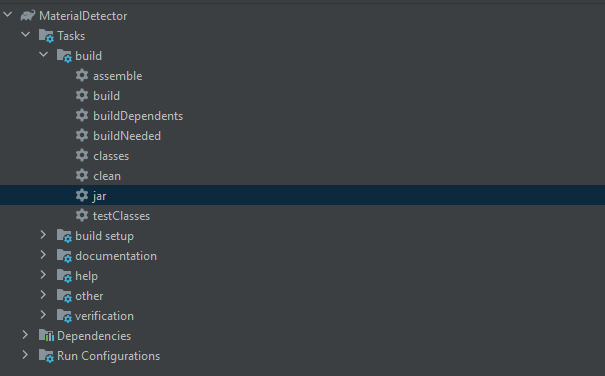 MaterialDetector
Tasks
build
assemble
build
buildDependents
buildNeeded
classes
clean
jar
testClasses
build setup
documentation
help
other
verification
Dependencies
Run Configurations